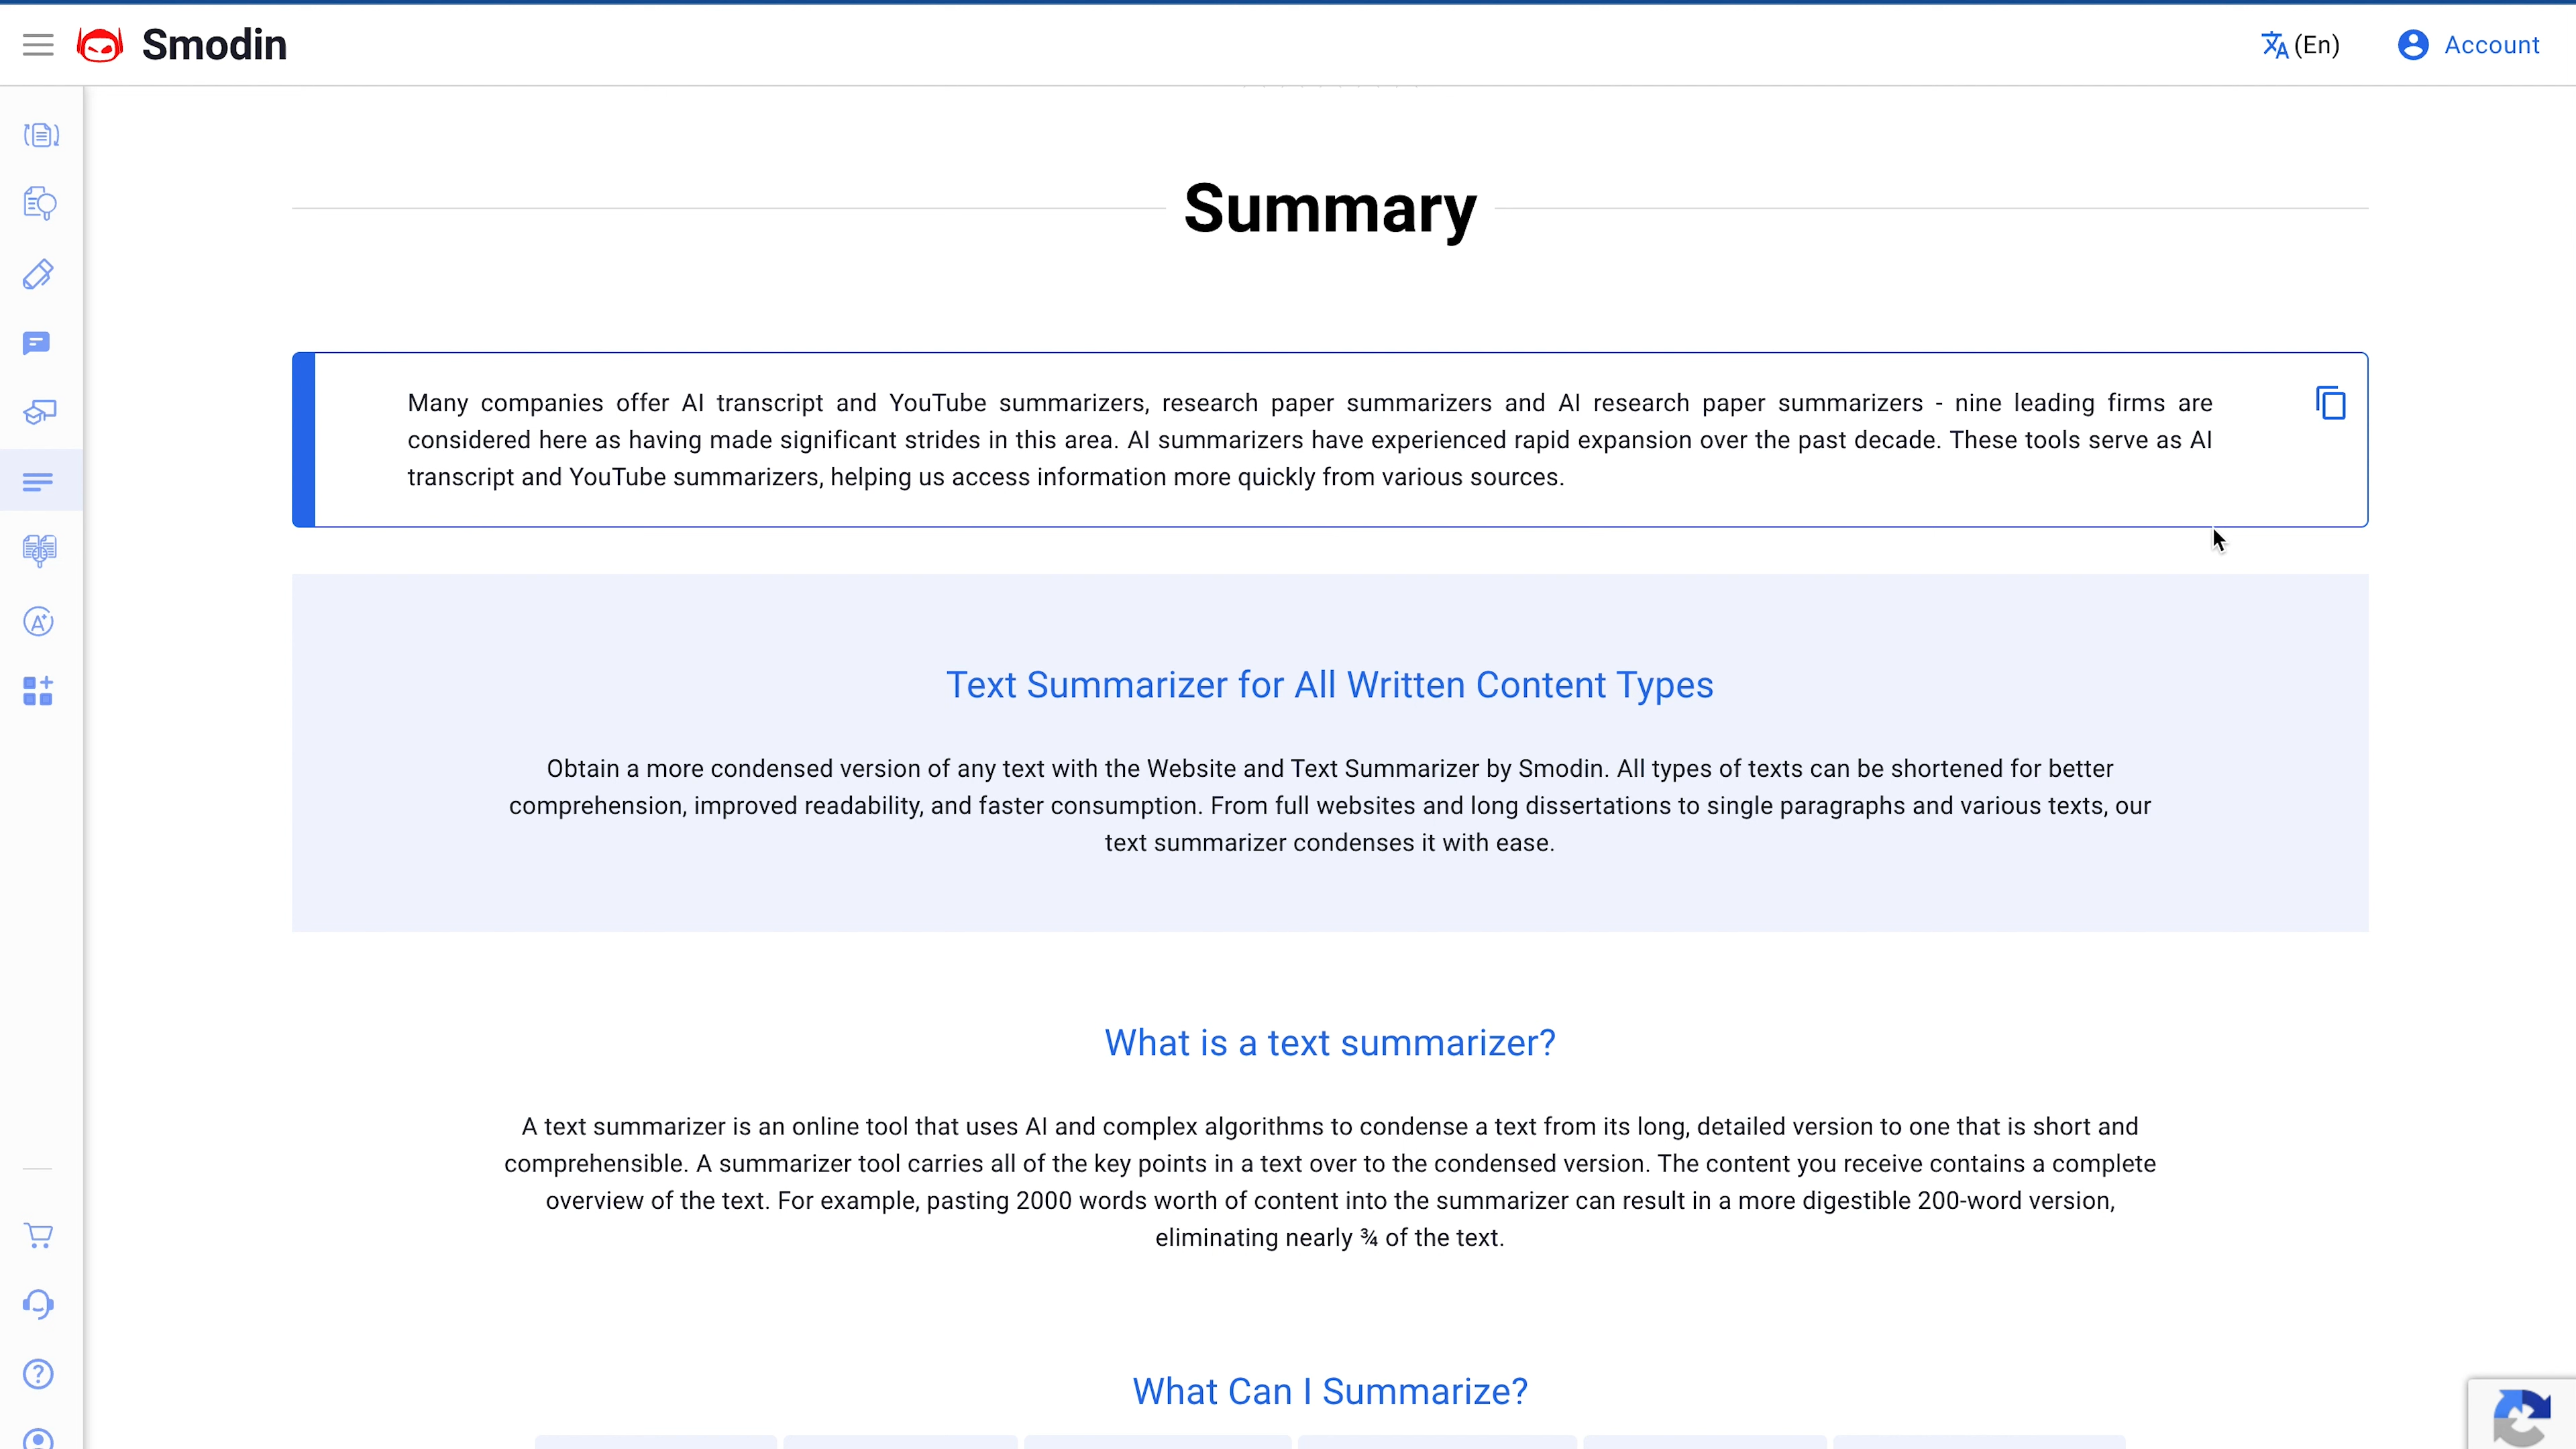 Smodin
(En)
Account
Summary
Many companies offer AI transcript and YouTube summarizers, research paper summarizers and AI research paper summarizers - nine leading firms are
considered here as having made significant strides in this area. AI summarizers have experienced rapid expansion over the past decade. These tools serve as AI
transcript and YouTube summarizers, helping us access information more quickly from various sources.
Text Summarizer for All Written Content Types
Obtain a more condensed version of any text with the Website and Text Summarizer by Smodin. All types of texts can be shortened for better
comprehension, improved readability, and faster consumption. From full websites and long dissertations to single paragraphs and various texts, our
text summarizer condenses it with ease.
What is a text summarizer?
A text summarizer is an online tool that uses AI and complex algorithms to condense a text from its long, detailed version to one that is short and
comprehensible. A summarizer tool carries all of the key points in a text over to the condensed version. The content you receive contains a complete
overview of the text. For example, pasting 2000 words worth of content into the summarizer can result in a more digestible 200-word version,
eliminating nearly ¾ of the text.
What Can I Summarize?